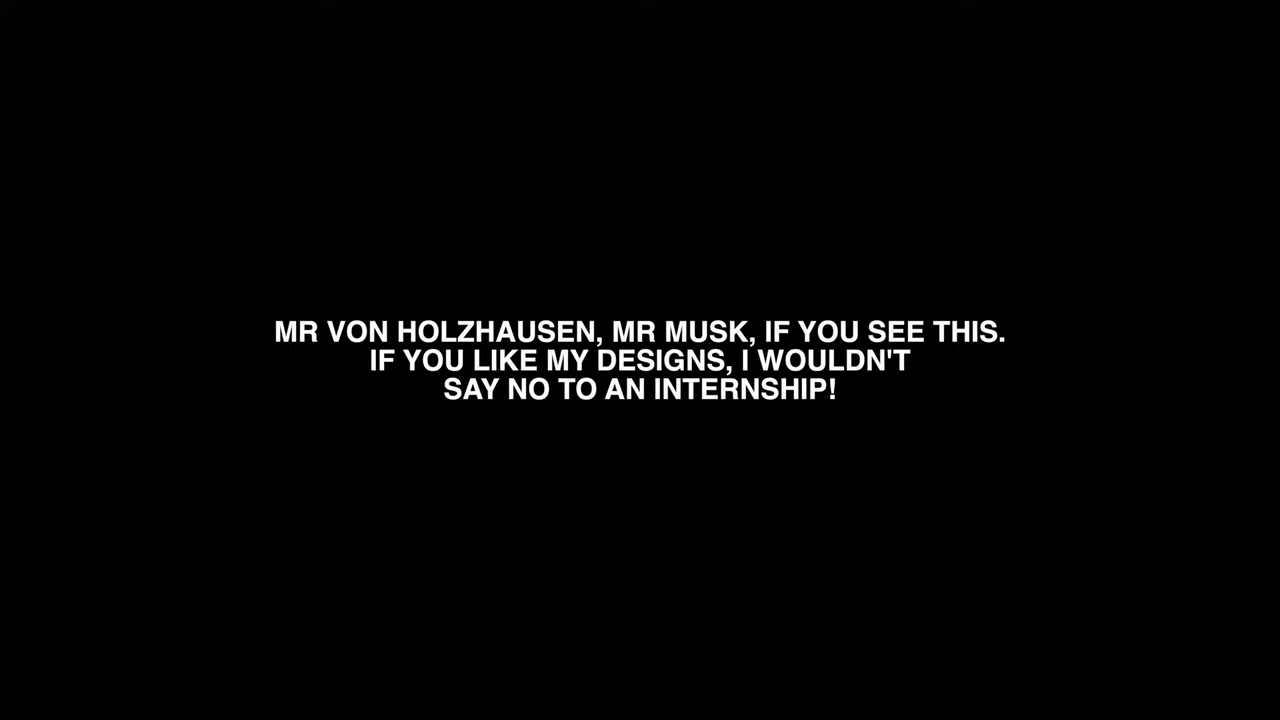 MR VON HOLZHAUSEN, MR MUSK, IF YOU SEE THIS.
IF YOU LIKE MY DESIGNS, I WOULDN'T
SAY NO TO AN INTERNSHIP!